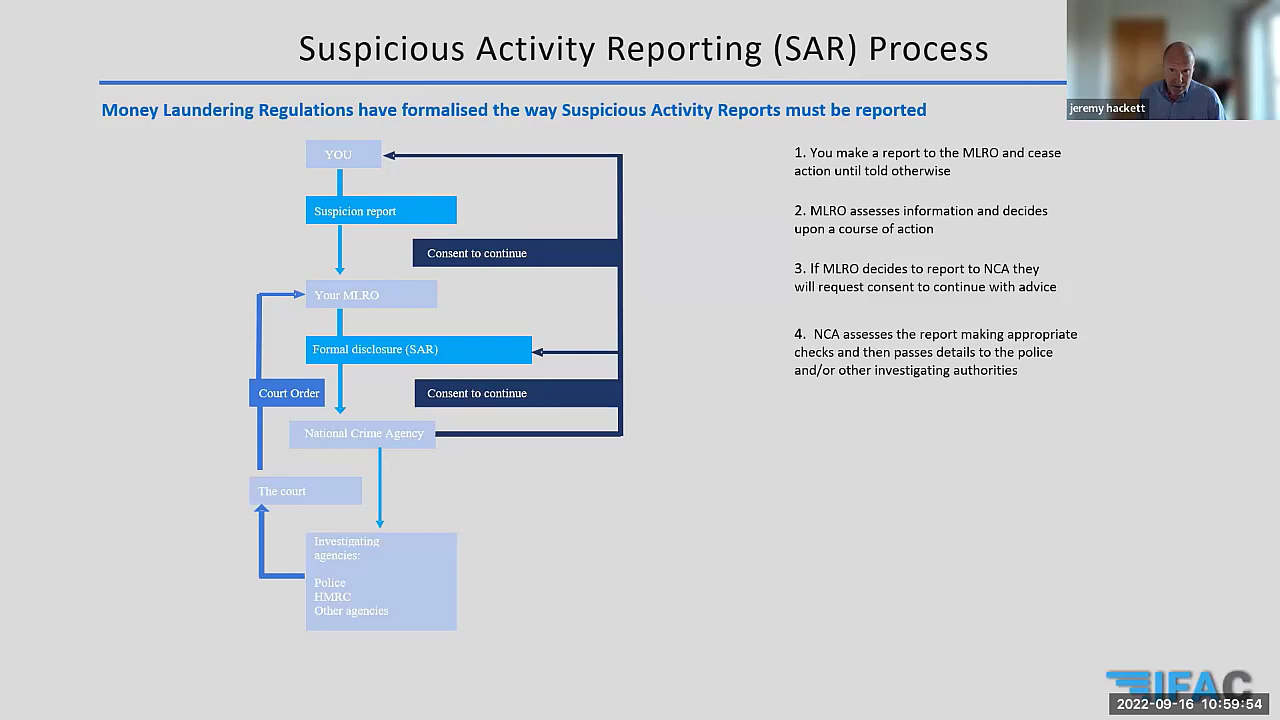 Suspicious Activity Reporting (SAR) Process
jeremy hackett
Money Laundering Regulations have formalised the way Suspicious Activity Reports must be reported
YOU
Suspicion report
Consent to continue
Your MLRO
Formal disclosure (SAR)
Court Order
Consent to continue
National Crime Agency
The court
Investigating
agencies:
Police
HMRC
Other agencies
1. You make a report to the MLRO and cease
action until told otherwise
2. MLRO assesses information and decides
upon a course of action
3. If MLRO decides to report to NCA they
will request consent to continue with advice
4. NCA assesses the report making appropriate
checks and then passes details to the police
and/or other investigating authorities
IFAC
2022-09-16 10:59:54